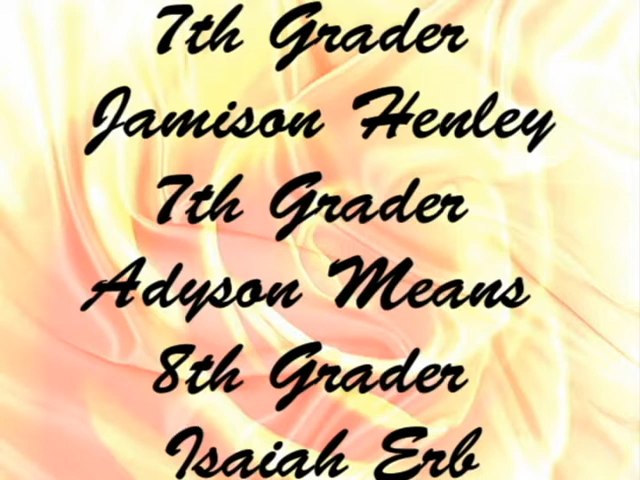 7th Grader
Jamison Henley
7th Grader
Adyson Means
8th Grader
Isaiah Erb